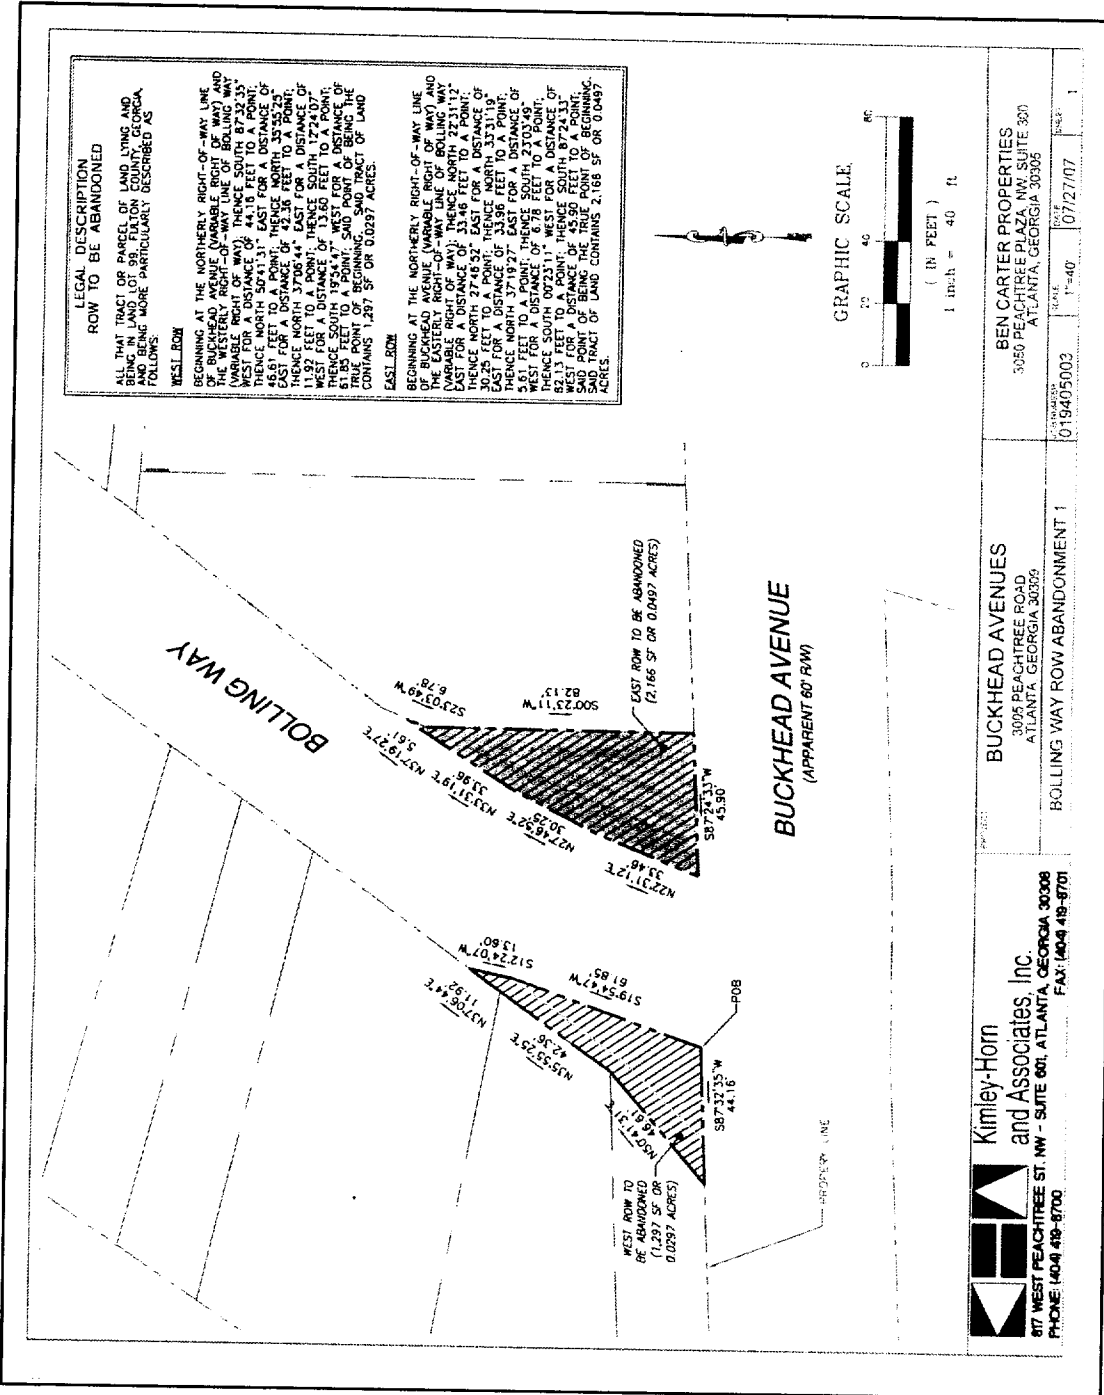 LEGAL DESCRIPTION
ROW TO BE ABANDONED
ALL THAT TRACT OR PARCEL OF LAND LYING AND
BEING IN LAND LOT 99, FULTON COUNTY, GEORGIA,
AND BEING MORE PARTICULARLY DESCRIBED AS
FOLLOWS:
WEST ROW
BEGINNING AT THE NORTHERLY RIGHT-OF-WAY LINE
OF BUCKHEAD AVENUE (VARIABLE RIGHT OF WAY) AND
THE WESTERLY RIGHT-OF-WAY LINE OF BOLLING WAY
(VARIABLE RIGHT OF WAY); THENCE SOUTH 87°32'35"
WEST FOR A DISTANCE OF 44.16 FEET TO A POINT;
THENCE NORTH 50°41'31" EAST FOR A DISTANCE OF
46.61 FEET TO A POINT; THENCE NORTH 35°55'25"
EAST FOR A DISTANCE OF 42.36 FEET TO A POINT;
THENCE NORTH 37°06'44" EAST FOR A DISTANCE OF
11.92 FEET TO A POINT; THENCE SOUTH 12°24'07"
WEST FOR A DISTANCE OF 13.60 FEET TO A POINT;
THENCE SOUTH 19°54'47" WEST FOR A DISTANCE OF
61.85 FEET TO A POINT; SAID POINT OF BEING THE
TRUE POINT OF BEGINNING. SAID TRACT OF LAND
CONTAINS 1,297 SF OR 0.0297 ACRES.
EAST ROW
BEGINNING AT THE NORTHERLY RIGHT-OF-WAY LINE
OF BUCKHEAD AVENUE (VARIABLE RIGHT OF WAY) AND
THE EASTERLY RIGHT-OF-WAY LINE OF BOLLING WAY
(VARIABLE RIGHT OF WAY); THENCE NORTH 22°31'12"
EAST FOR A DISTANCE OF 33.46 FEET TO A POINT;
THENCE NORTH 27°46'52" EAST FOR A DISTANCE OF
30.25 FEET TO A POINT; THENCE NORTH 33°31'19"
EAST FOR A DISTANCE OF 33.96 FEET TO A POINT;
THENCE NORTH 37°19'27" EAST FOR A DISTANCE OF
5.61 FEET TO A POINT; THENCE SOUTH 23°03'49"
WEST FOR A DISTANCE OF 6.78 FEET TO A POINT;
THENCE SOUTH 00°23'11" WEST FOR A DISTANCE OF
82.13 FEET TO A POINT; THENCE SOUTH 87°24'33"
WEST FOR A DISTANCE OF 45.90 FEET TO A POINT;
SAID POINT OF BEING THE TRUE POINT OF BEGINNING.
SAID TRACT OF LAND CONTAINS 2,166 SF OR 0.0497
ACRES.
BOLLING WAY
S23°03'49"W
6.78'
N37°19'27"E
5.61'
N33°31'19"E
33.96'
N27°46'52"E
30.25'
N22°31'12"E
33.46'
S00°23'11"W
82.13'
EAST ROW TO BE ABANDONED
(2,166 SF OR 0.0497 ACRES)
S87°24'33"W
45.90'
BUCKHEAD AVENUE
(APPARENT 60' R/W)
N37°06'44"E
11.92'
S12°24'07"W
13.60'
N35°55'25"E
42.36'
S19°54'47"W
61.85'
N50°41'31"E
46.61'
POB
S87°32'35"W
44.16'
WEST ROW TO
BE ABANDONED
(1,297 SF OR
0.0297 ACRES)
PROPERTY LINE
GRAPHIC SCALE
0 20 40 80
( IN FEET )
1 inch = 40 ft.
Kimley-Horn
and Associates, Inc.
817 WEST PEACHTREE ST. NW - SUITE 601, ATLANTA, GEORGIA 30308
PHONE (404) 419-8700 FAX: (404) 419-8701
PROJECT
BUCKHEAD AVENUES
3005 PEACHTREE ROAD
ATLANTA, GEORGIA 30309
BOLLING WAY ROW ABANDONMENT 1
BEN CARTER PROPERTIES
3050 PEACHTREE PLAZA, NW, SUITE 300
ATLANTA, GEORGIA 30305
JOB NUMBER
019405003
SCALE
1"=40'
DATE
07/27/07
SHEET
1